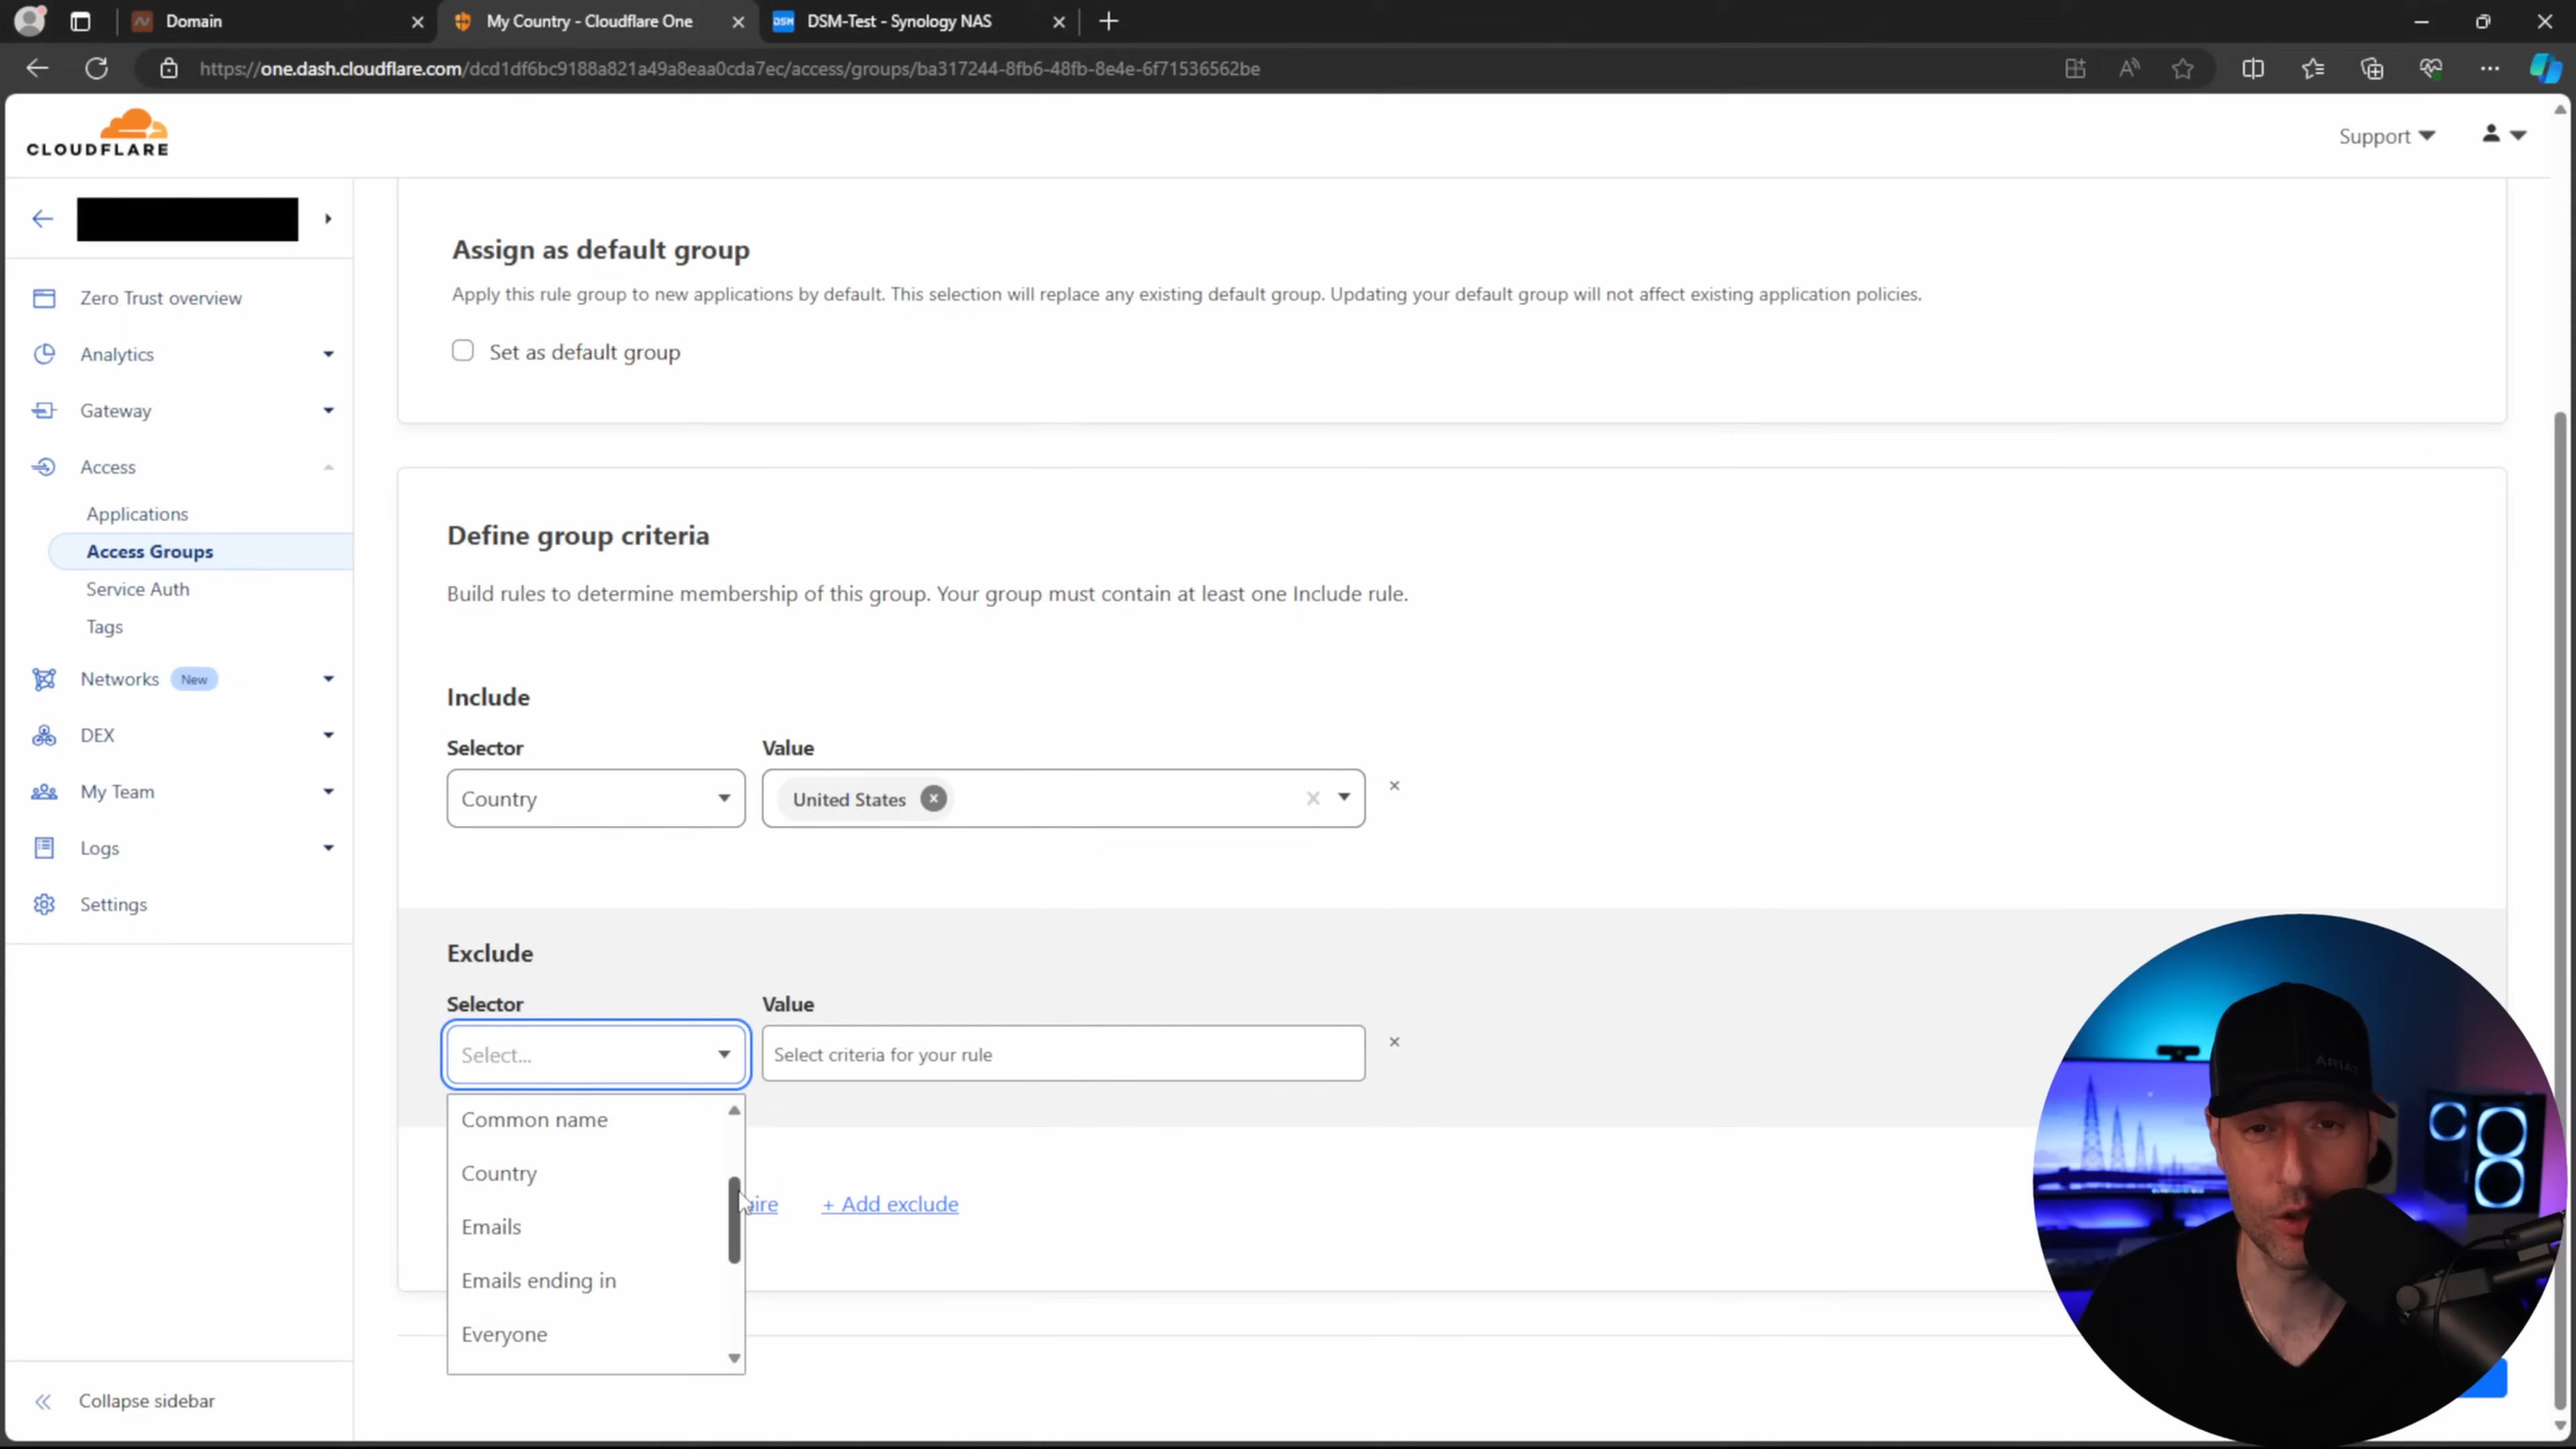 Domain
My Country - Cloudflare One
DSM
DSM-Test - Synology NAS
https://one.dash.cloudflare.com/dcd1df6bc9188a821a49a8eaa0cda7ec/access/groups/ba317244-8fb6-48fb-8e4e-6f71536562be
CLOUDFLARE
Support
Zero Trust overview
Analytics
Gateway
Access
Applications
Access Groups
Service Auth
Tags
Networks New
DEX
My Team
Logs
Settings
Collapse sidebar
Assign as default group
Apply this rule group to new applications by default. This selection will replace any existing default group. Updating your default group will not affect existing application policies.
Set as default group
Define group criteria
Build rules to determine membership of this group. Your group must contain at least one Include rule.
Include
Selector Value
Country United States
Exclude
Selector Value
Select... Select criteria for your rule
Common name
Country
Emails
Emails ending in
Everyone
+ Add exclude
ARIAT